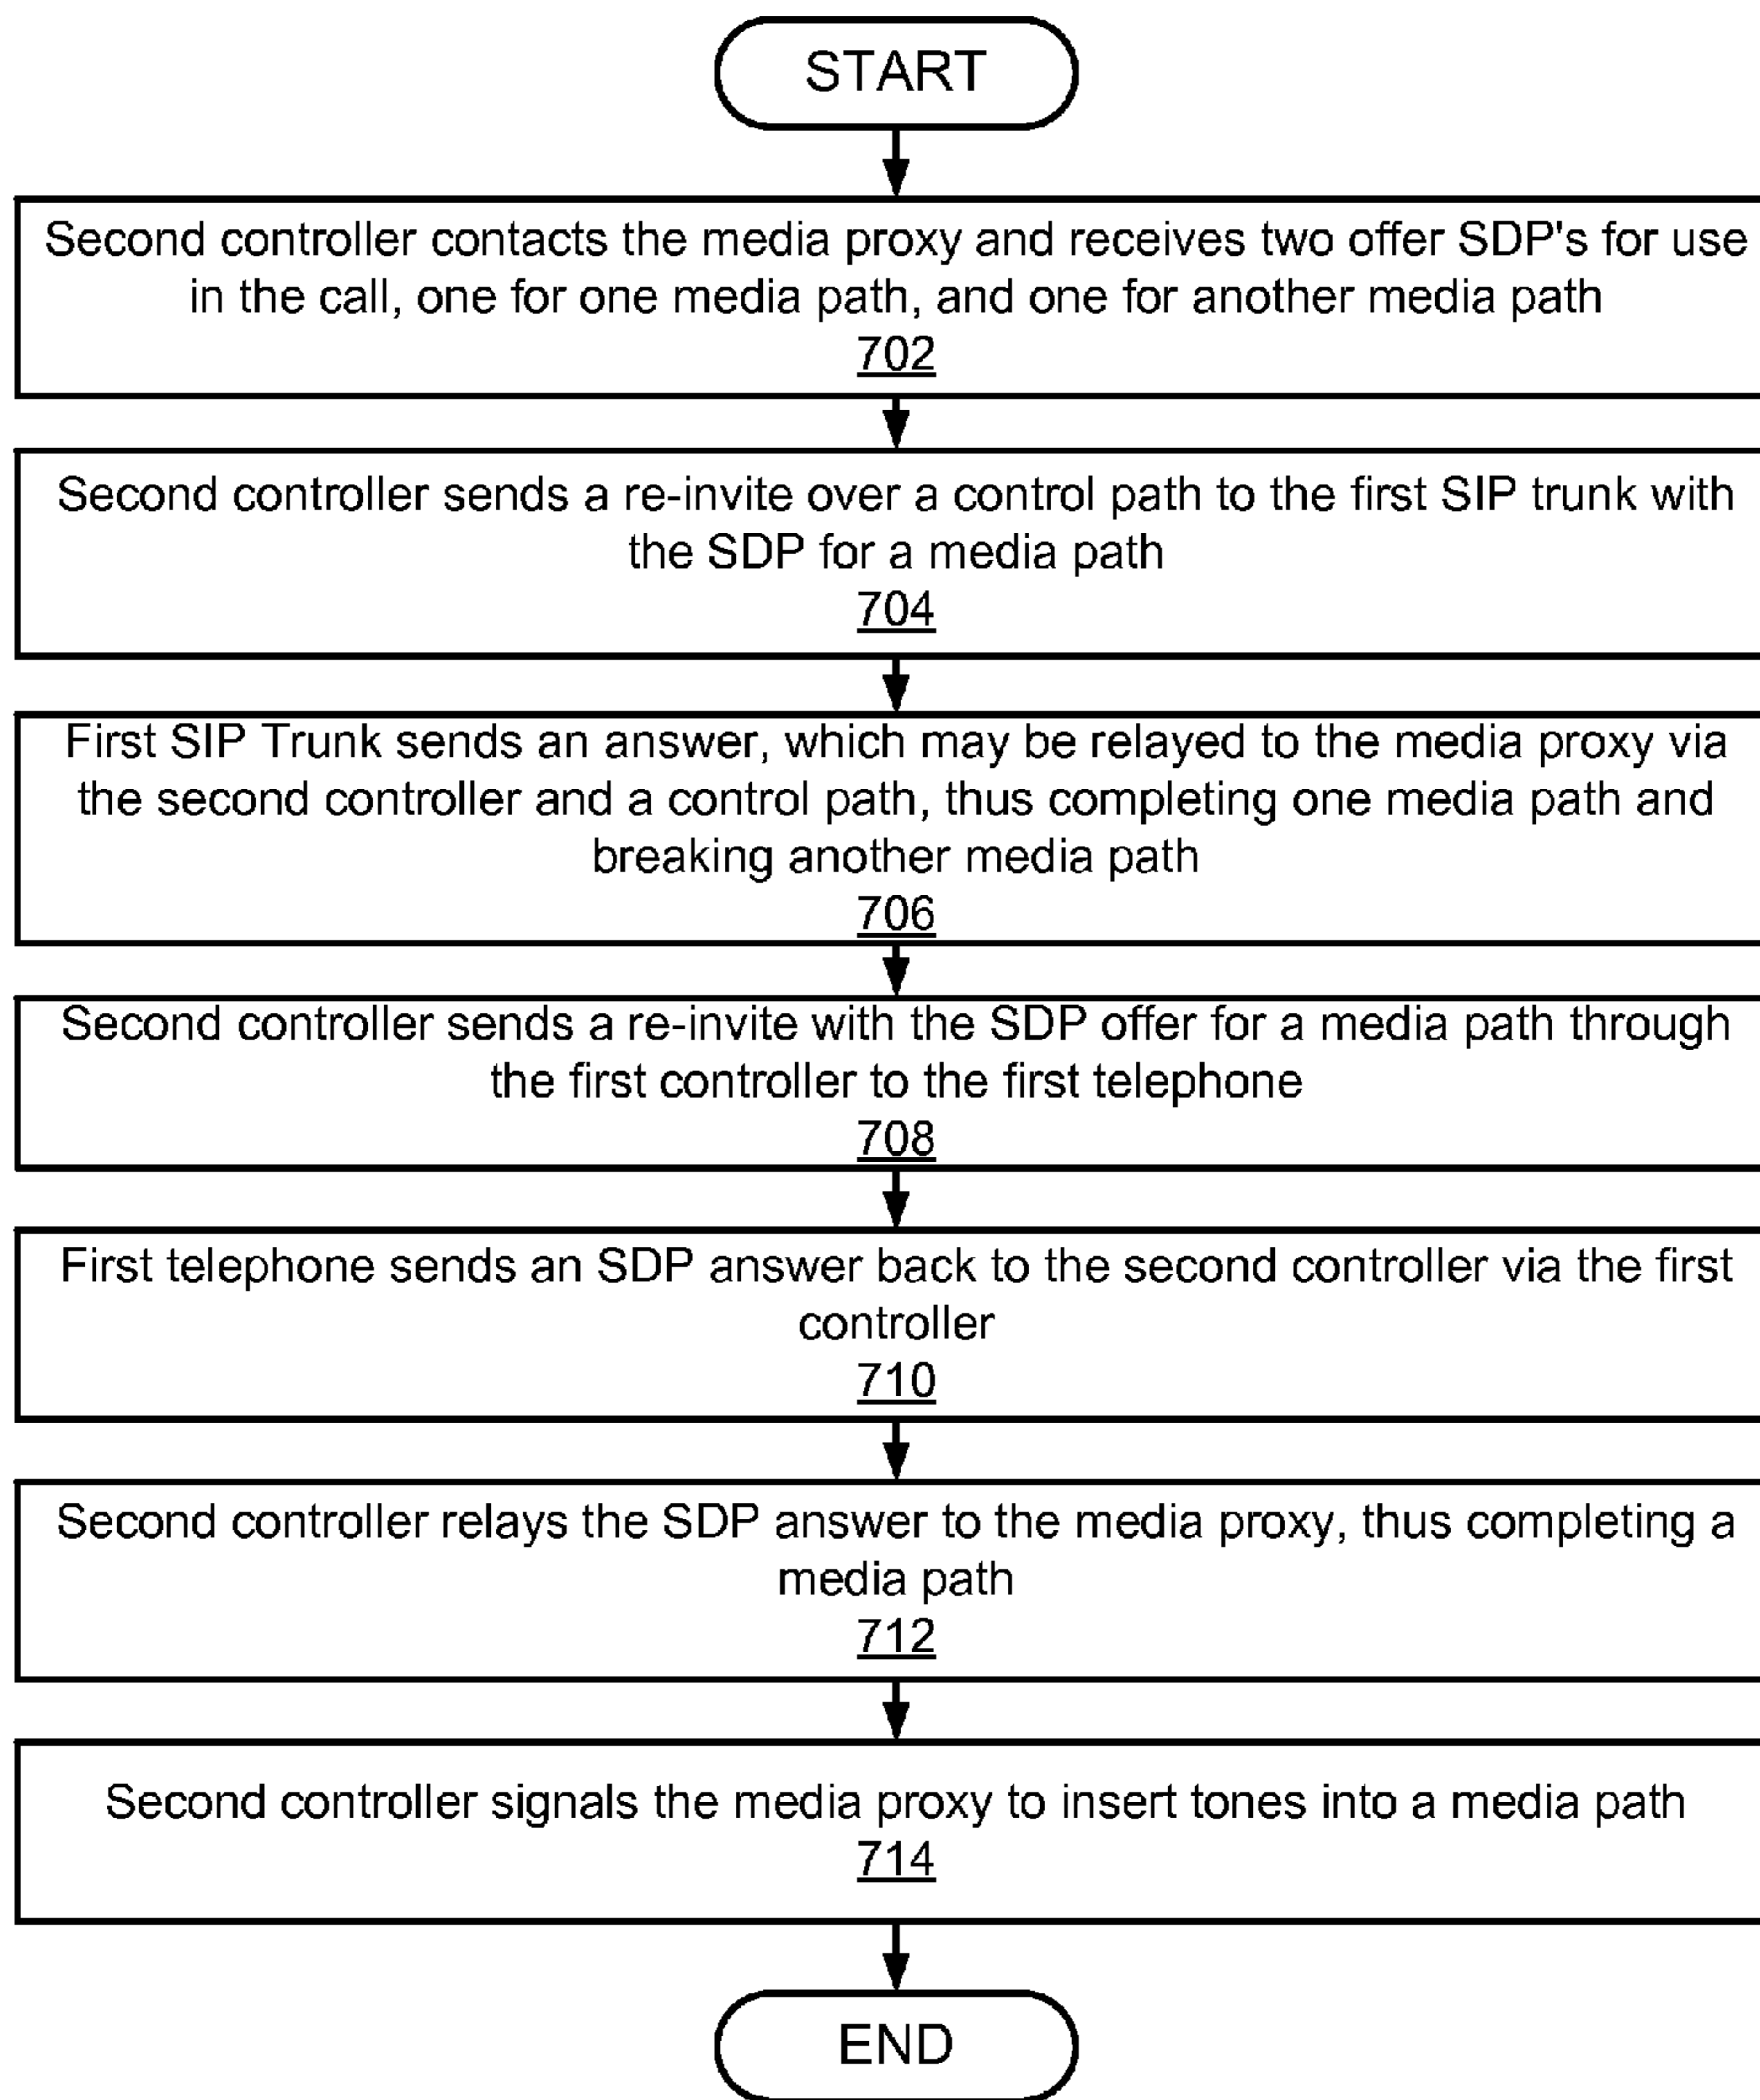 START
Second controller contacts the media proxy and receives two offer SDP's for use
in the call, one for one media path, and one for another media path
702
Second controller sends a re-invite over a control path to the first SIP trunk with
the SDP for a media path
704
First SIP Trunk sends an answer, which may be relayed to the media proxy via
the second controller and a control path, thus completing one media path and
breaking another media path
706
Second controller sends a re-invite with the SDP offer for a media path through
the first controller to the first telephone
708
First telephone sends an SDP answer back to the second controller via the first
controller
710
Second controller relays the SDP answer to the media proxy, thus completing a
media path
712
Second controller signals the media proxy to insert tones into a media path
714
END